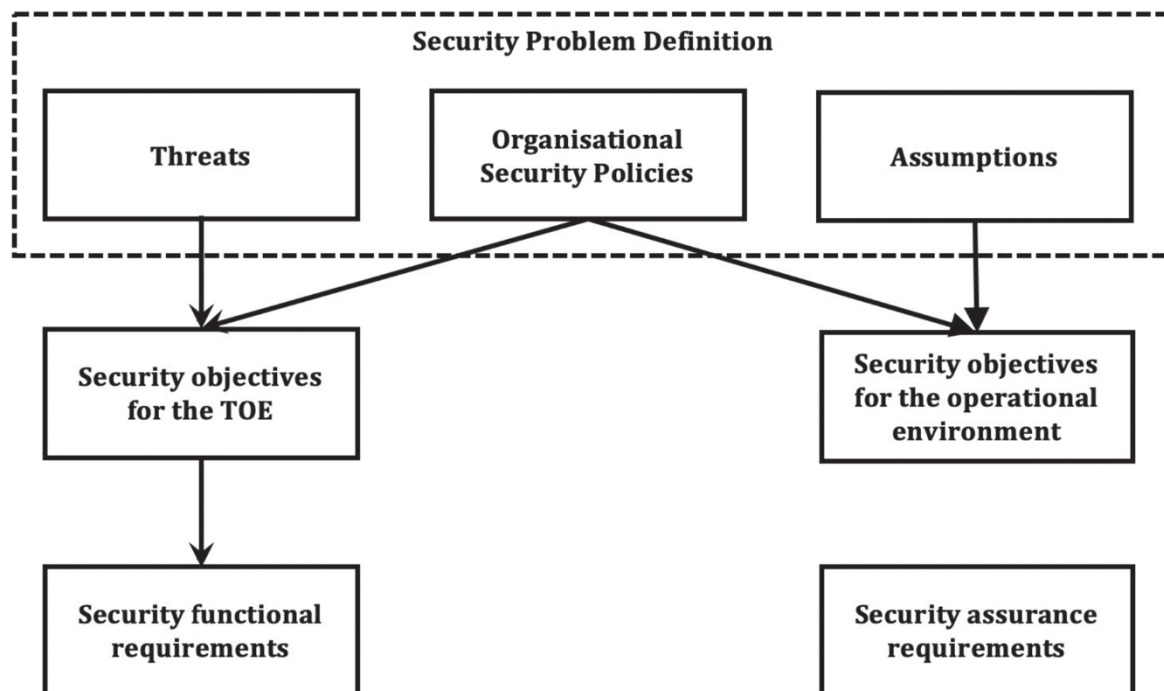 Security Problem Definition
Threats
Organisational
Security Policies
Assumptions
Security objectives
for the TOE
Security objectives
for the operational
environment
Security functional
requirements
Security assurance
requirements